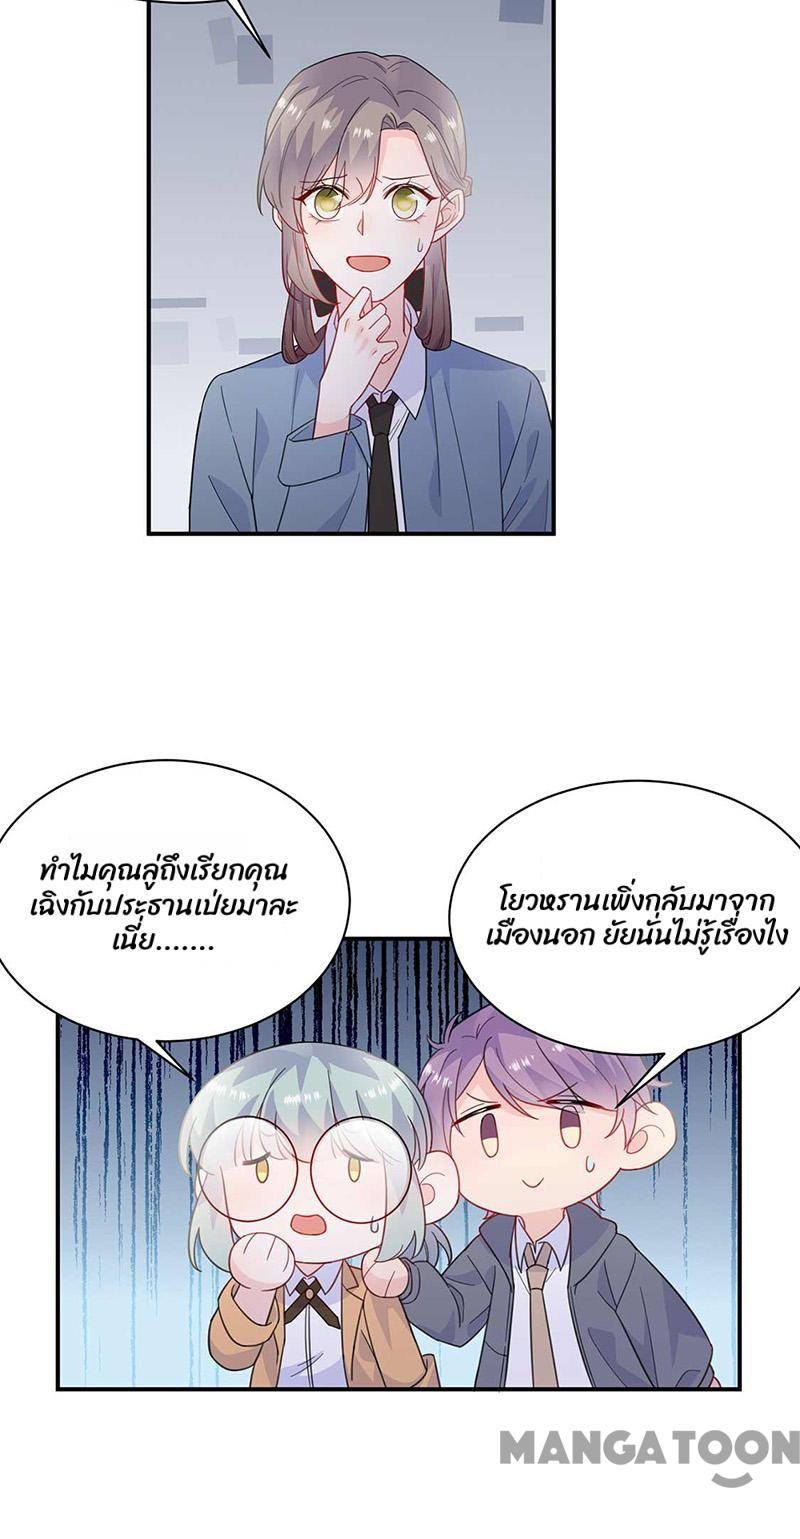 ทำไมคุณลู่ถึงเรียกคุณ
เฉิงกับประธานเป่ยมาละ
เนี่ย.......
โยวหรานเพิ่งกลับมาจาก
เมืองนอก ยัยนั่นไม่รู้เรื่องไง
MANGATOON